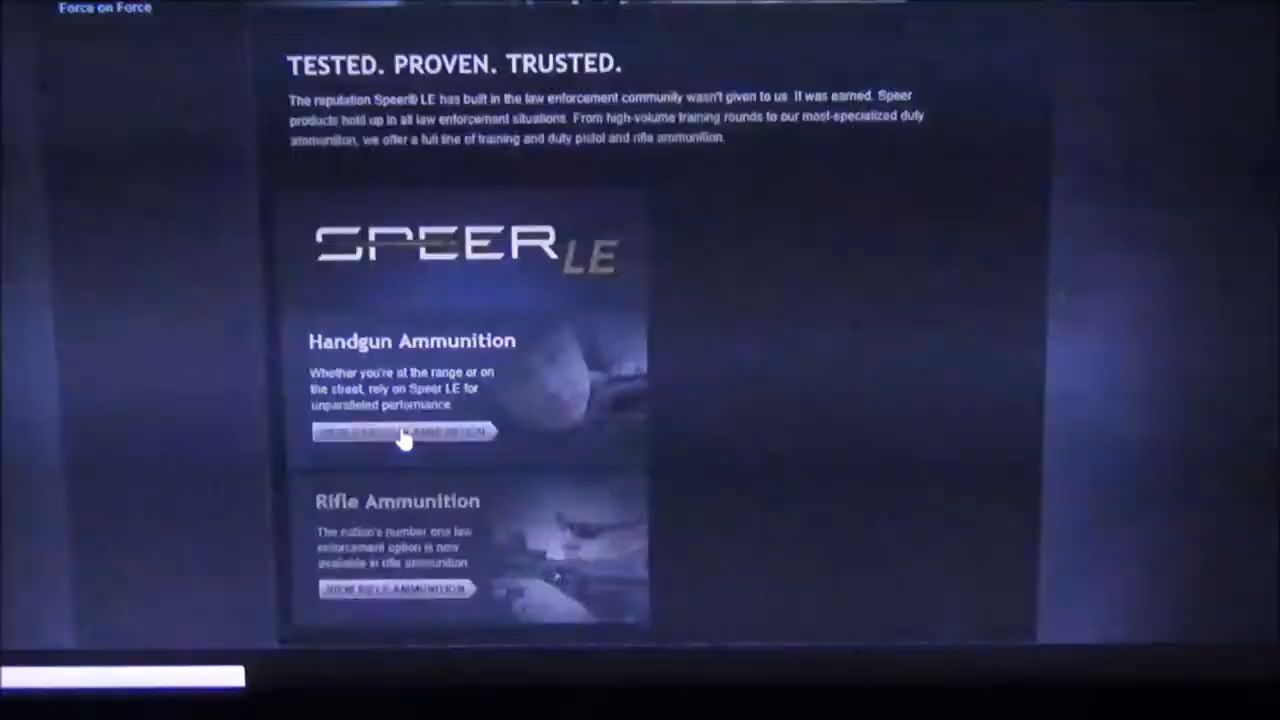 Force on Force
TESTED. PROVEN. TRUSTED.
The reputation Speer® LE has built in the law enforcement community wasn't given to us. It was earned. Speer
products hold up in all law enforcement situations. From high-volume training rounds to our most-specialized duty
ammunition, we offer a full line of training and duty pistol and rifle ammunition.
SPEER LE
Handgun Ammunition
Whether you're at the range or on
the street, rely on Speer LE for
unparalleled performance
Rifle Ammunition
The nation's number one law
enforcement option is now
available in rifle ammunition
VIEW RIFLE AMMUNITION